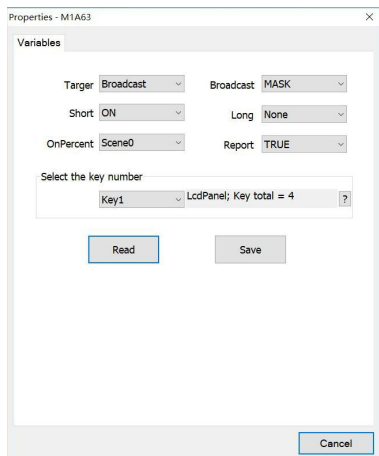 Properties - M1A63
Variables
Targer Broadcast Broadcast MASK
Short ON Long None
OnPercent Scene0 Report TRUE
Select the key number
Key1 LcdPanel; Key total = 4 ?
Read Save
Cancel